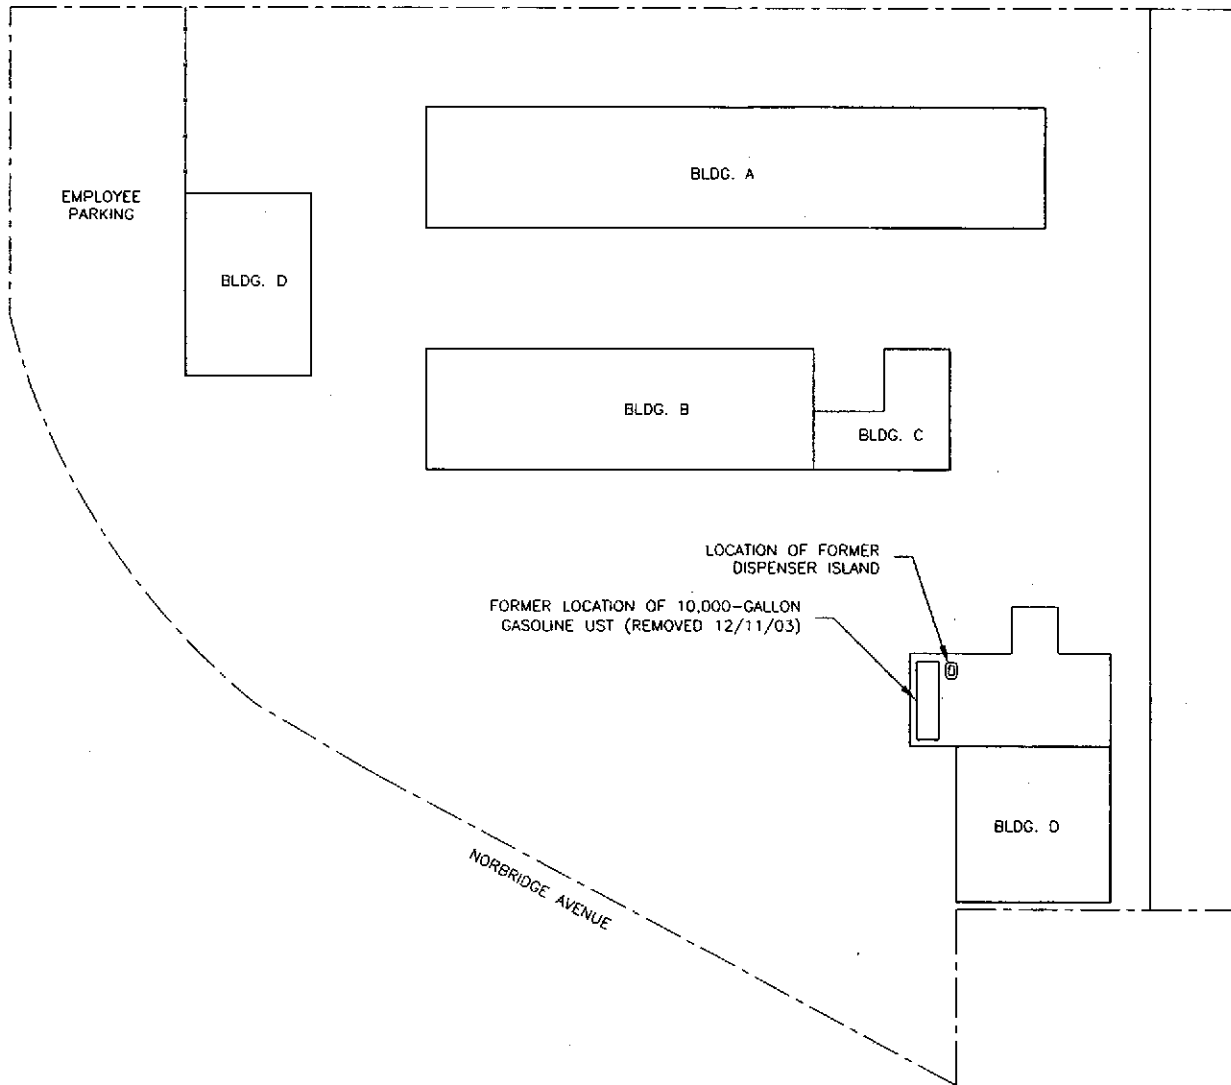 BLDG. A
EMPLOYEE
PARKING
BLDG. D
BLDG. B
BLDG. C
LOCATION OF FORMER
DISPENSER ISLAND
FORMER LOCATION OF 10,000-GALLON
GASOLINE UST (REMOVED 12/11/03)
BLDG. D
NORBRIDGE AVENUE